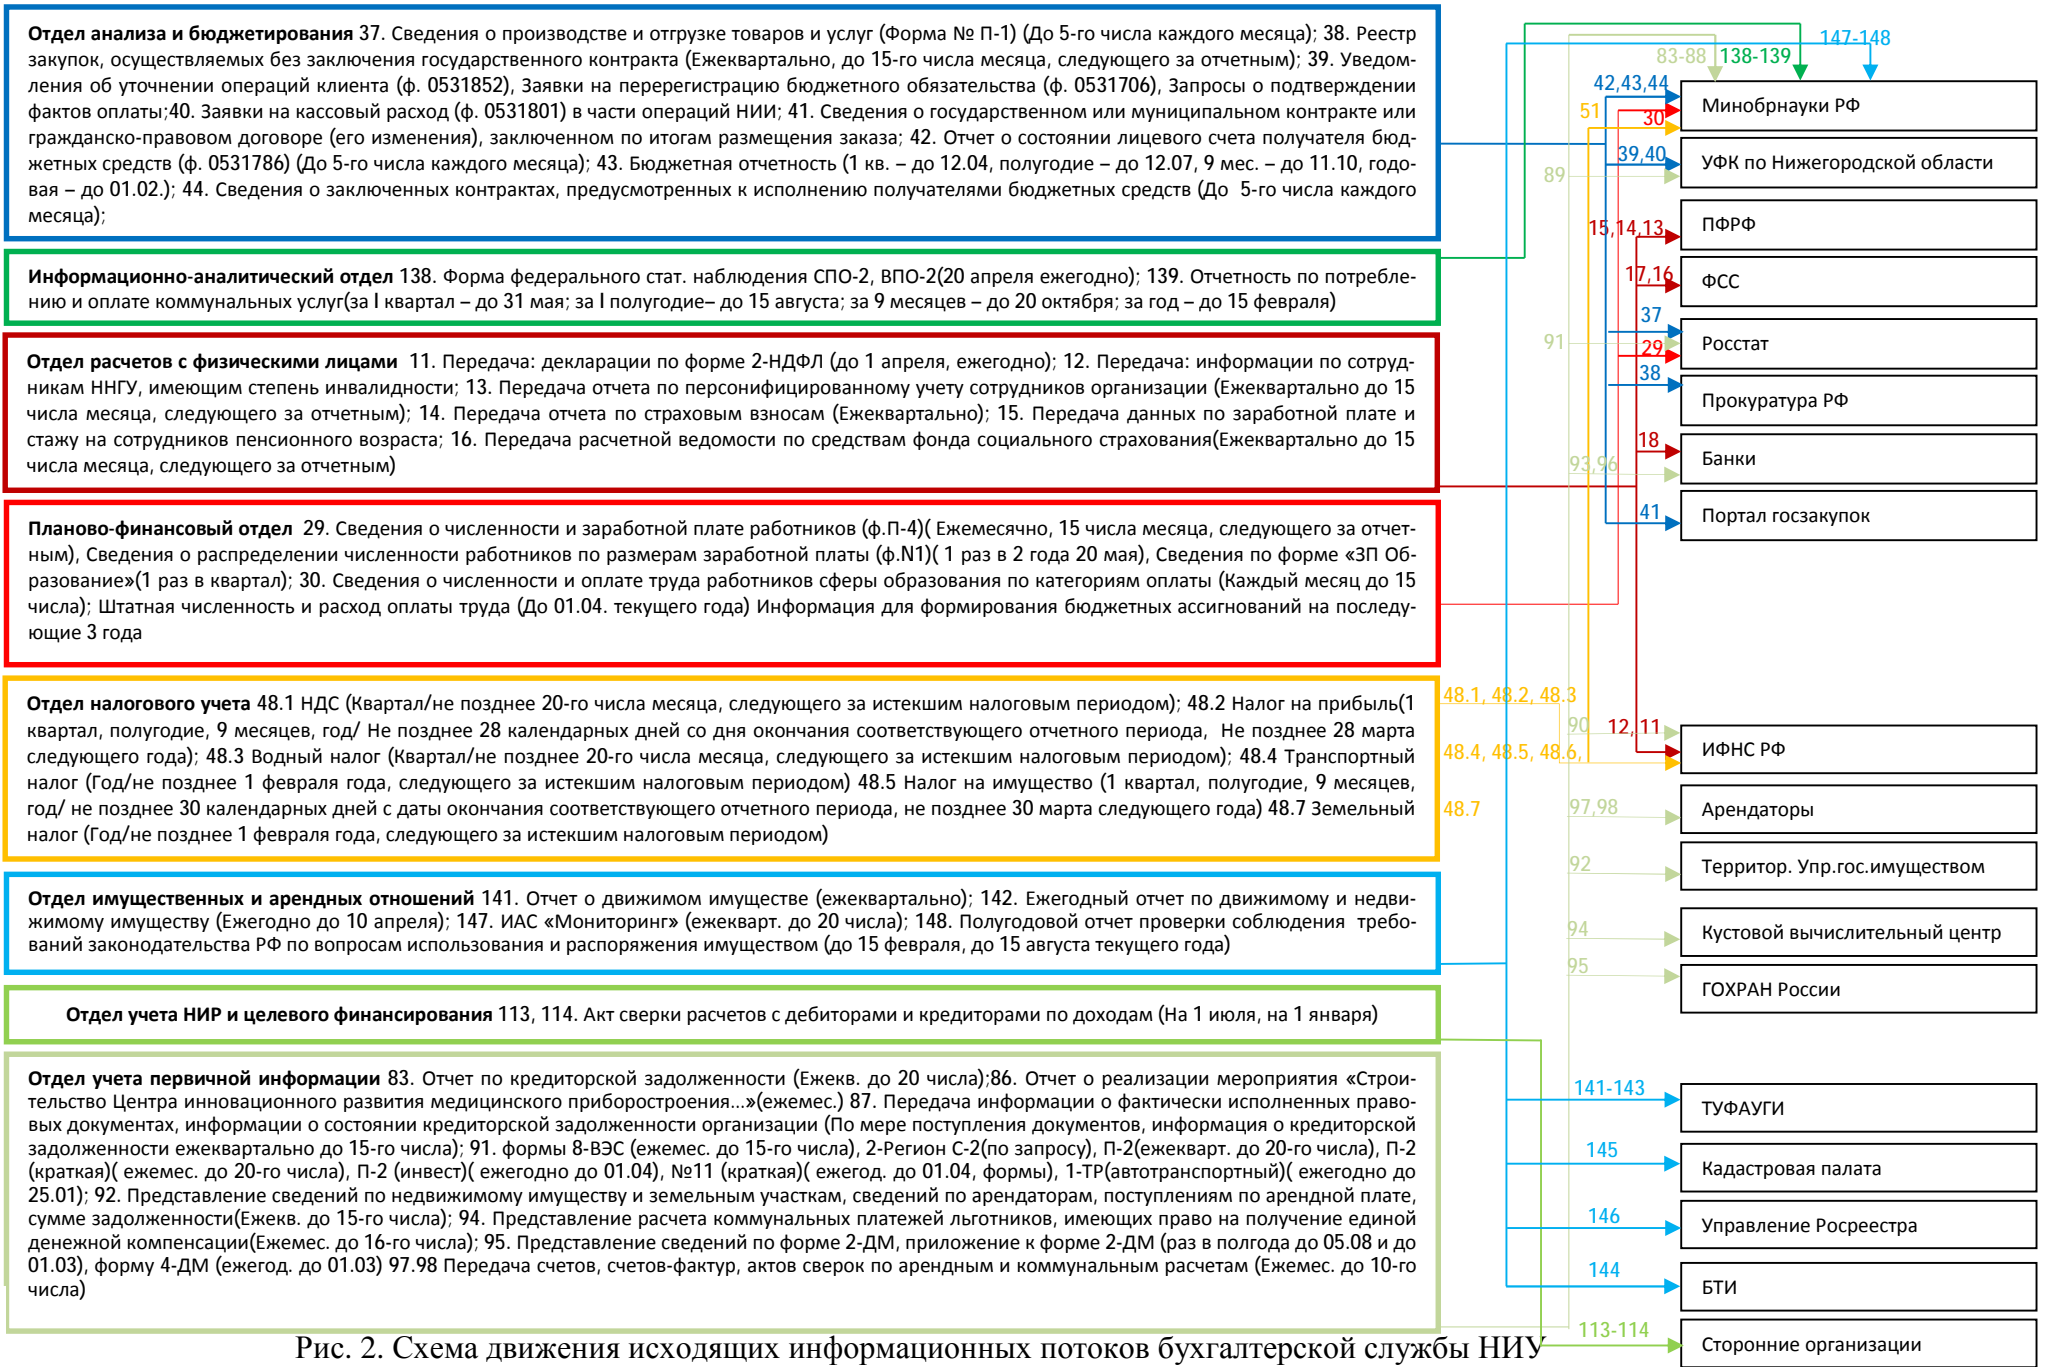 Отдел анализа и бюджетирования 37. Сведения о производстве и отгрузке товаров и услуг (Форма № П-1) (До 5-го числа каждого месяца); 38. Реестр
закупок, осуществляемых без заключения государственного контракта (Ежеквартально, до 15-го числа месяца, следующего за отчетным); 39. Уведом-
ления об уточнении операций клиента (ф. 0531852), Заявки на перерегистрацию бюджетного обязательства (ф. 0531706), Запросы о подтверждении
фактов оплаты;40. Заявки на кассовый расход (ф. 0531801) в части операций НИИ; 41. Сведения о государственном или муниципальном контракте или
гражданско-правовом договоре (его изменения), заключенном по итогам размещения заказа; 42. Отчет о состоянии лицевого счета получателя бюд-
жетных средств (ф. 0531786) (До 5-го числа каждого месяца); 43. Бюджетная отчетность (1 кв. – до 12.04, полугодие – до 12.07, 9 мес. – до 11.10, годо-
вая – до 01.02.); 44. Сведения о заключенных контрактах, предусмотренных к исполнению получателями бюджетных средств (До 5-го числа каждого
месяца);
Информационно-аналитический отдел 138. Форма федерального стат. наблюдения СПО-2, ВПО-2(20 апреля ежегодно); 139. Отчетность по потребле-
нию и оплате коммунальных услуг(за I квартал – до 31 мая; за I полугодие– до 15 августа; за 9 месяцев – до 20 октября; за год – до 15 февраля)
Отдел расчетов с физическими лицами 11. Передача: декларации по форме 2-НДФЛ (до 1 апреля, ежегодно); 12. Передача: информации по сотруд-
никам ННГУ, имеющим степень инвалидности; 13. Передача отчета по персонифицированному учету сотрудников организации (Ежеквартально до 15
числа месяца, следующего за отчетным); 14. Передача отчета по страховым взносам (Ежеквартально); 15. Передача данных по заработной плате и
стажу на сотрудников пенсионного возраста; 16. Передача расчетной ведомости по средствам фонда социального страхования(Ежеквартально до 15
числа месяца, следующего за отчетным)
Планово-финансовый отдел 29. Сведения о численности и заработной плате работников (ф.П-4)( Ежемесячно, 15 числа месяца, следующего за отчет-
ным), Сведения о распределении численности работников по размерам заработной платы (ф.N1)( 1 раз в 2 года 20 мая), Сведения по форме «ЗП Об-
разование»(1 раз в квартал); 30. Сведения о численности и оплате труда работников сферы образования по категориям оплаты (Каждый месяц до 15
числа); Штатная численность и расход оплаты труда (До 01.04. текущего года) Информация для формирования бюджетных ассигнований на последу-
ющие 3 года
Отдел налогового учета 48.1 НДС (Квартал/не позднее 20-го числа месяца, следующего за истекшим налоговым периодом); 48.2 Налог на прибыль(1
квартал, полугодие, 9 месяцев, год/ Не позднее 28 календарных дней со дня окончания соответствующего отчетного периода, Не позднее 28 марта
следующего года); 48.3 Водный налог (Квартал/не позднее 20-го числа месяца, следующего за истекшим налоговым периодом); 48.4 Транспортный
налог (Год/не позднее 1 февраля года, следующего за истекшим налоговым периодом) 48.5 Налог на имущество (1 квартал, полугодие, 9 месяцев,
год/ не позднее 30 календарных дней с даты окончания соответствующего отчетного периода, не позднее 30 марта следующего года) 48.7 Земельный
налог (Год/не позднее 1 февраля года, следующего за истекшим налоговым периодом)
Отдел имущественных и арендных отношений 141. Отчет о движимом имуществе (ежеквартально); 142. Ежегодный отчет по движимому и недви-
жимому имуществу (Ежегодно до 10 апреля); 147. ИАС «Мониторинг» (ежекварт. до 20 числа); 148. Полугодовой отчет проверки соблюдения требо-
ваний законодательства РФ по вопросам использования и распоряжения имуществом (до 15 февраля, до 15 августа текущего года)
Отдел учета НИР и целевого финансирования 113, 114. Акт сверки расчетов с дебиторами и кредиторами по доходам (На 1 июля, на 1 января)
Отдел учета первичной информации 83. Отчет по кредиторской задолженности (Ежекв. до 20 числа);86. Отчет о реализации мероприятия «Строи-
тельство Центра инновационного развития медицинского приборостроения...»(ежемес.) 87. Передача информации о фактически исполненных право-
вых документах, информации о состоянии кредиторской задолженности организации (По мере поступления документов, информация о кредиторской
задолженности ежеквартально до 15-го числа); 91. формы 8-ВЭС (ежемес. до 15-го числа), 2-Регион С-2(по запросу), П-2(ежекварт. до 20-го числа), П-2
(краткая)( ежемес. до 20-го числа), П-2 (инвест)( ежегодно до 01.04), №11 (краткая)( ежегод. до 01.04, формы), 1-ТР(автотранспортный)( ежегодно до
25.01); 92. Представление сведений по недвижимому имуществу и земельным участкам, сведений по арендаторам, поступлениям по арендной плате,
сумме задолженности(Ежекв. до 15-го числа); 94. Представление расчета коммунальных платежей льготников, имеющих право на получение единой
денежной компенсации(Ежемес. до 16-го числа); 95. Представление сведений по форме 2-ДМ, приложение к форме 2-ДМ (раз в полгода до 05.08 и до
01.03), форму 4-ДМ (ежегод. до 01.03) 97.98 Передача счетов, счетов-фактур, актов сверок по арендным и коммунальным расчетам (Ежемес. до 10-го
числа)
147-148
83-88 138-139
42,43,44
Минобрнауки РФ
51
30
39,40
УФК по Нижегородской области
89
15,14,13
ПФРФ
17,16
ФСС
37
91
29
Росстат
38
Прокуратура РФ
18
93,96
Банки
41
Портал госзакупок
48.1, 48.2, 48.3
90
12, 11
48.4, 48.5, 48.6,
ИФНС РФ
48.7
97,98
Арендаторы
92
Территор. Упр.гос.имуществом
94
Кустовой вычислительный центр
95
ГОХРАН России
141-143
ТУФАУГИ
145
Кадастровая палата
146
Управление Росреестра
144
БТИ
113-114
Сторонние организации
Рис. 2. Схема движения исходящих информационных потоков бухгалтерской службы НИУ